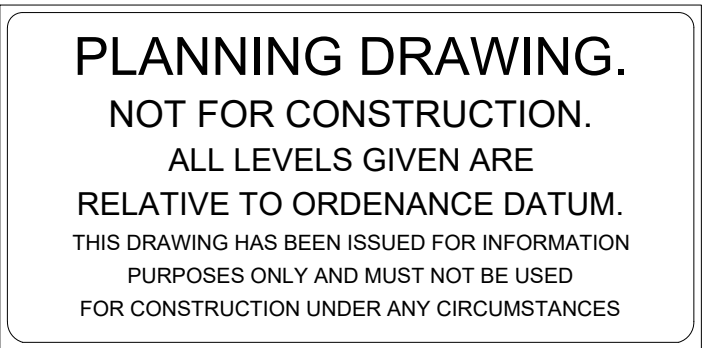 PLANNING DRAWING.
NOT FOR CONSTRUCTION.
ALL LEVELS GIVEN ARE
RELATIVE TO ORDENANCE DATUM.
THIS DRAWING HAS BEEN ISSUED FOR INFORMATION
PURPOSES ONLY AND MUST NOT BE USED
FOR CONSTRUCTION UNDER ANY CIRCUMSTANCES